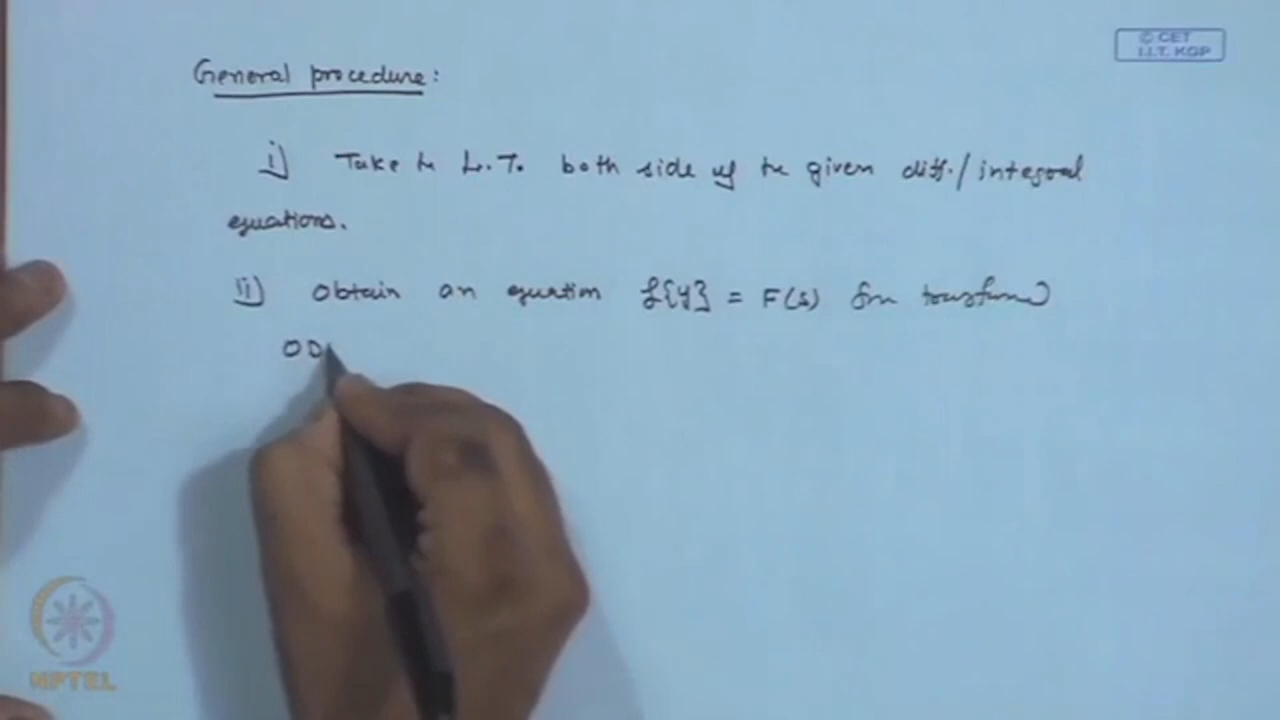 © CET
I.I.T. KGP
General procedure:
i) Take the L.T. both side of the given diff./integral
equations.
ii) Obtain an equation ℒ{y} = F(s) from transformed
OD
NPTEL